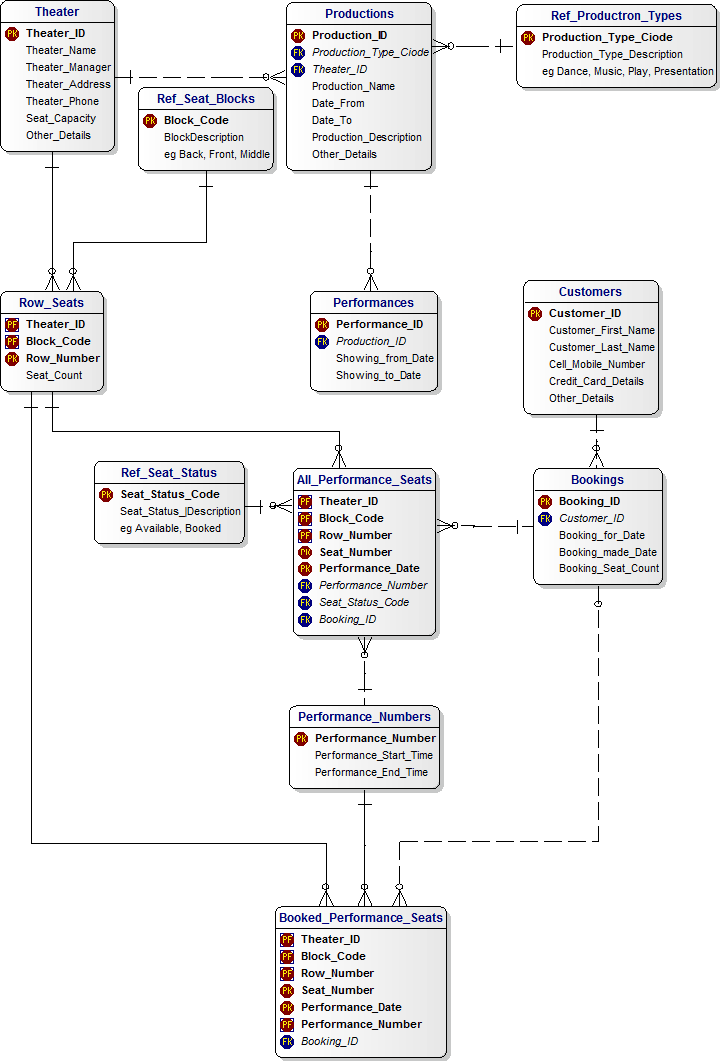 Theater
PK Theater_ID
Theater_Name
Theater_Manager
Theater_Address
Theater_Phone
Seat_Capacity
Other_Details
Ref_Seat_Blocks
PK Block_Code
BlockDescription
eg Back, Front, Middle
Productions
PK Production_ID
FK Production_Type_Ciode
FK Theater_ID
Production_Name
Date_From
Date_To
Production_Description
Other_Details
Ref_Productron_Types
PK Production_Type_Ciode
Production_Type_Description
eg Dance, Music, Play, Presentation
Row_Seats
PF Theater_ID
PF Block_Code
PK Row_Number
Seat_Count
Performances
PK Performance_ID
FK Production_ID
Showing_from_Date
Showing_to_Date
Customers
PK Customer_ID
Customer_First_Name
Customer_Last_Name
Cell_Mobile_Number
Credit_Card_Details
Other_Details
Ref_Seat_Status
PK Seat_Status_Code
Seat_Status_|Description
eg Available, Booked
All_Performance_Seats
PF Theater_ID
PF Block_Code
PF Row_Number
PK Seat_Number
PK Performance_Date
FK Performance_Number
FK Seat_Status_Code
FK Booking_ID
Bookings
PK Booking_ID
FK Customer_ID
Booking_for_Date
Booking_made_Date
Booking_Seat_Count
Performance_Numbers
PK Performance_Number
Performance_Start_Time
Performance_End_Time
Booked_Performance_Seats
PF Theater_ID
PF Block_Code
PF Row_Number
PK Seat_Number
PK Performance_Date
PF Performance_Number
FK Booking_ID